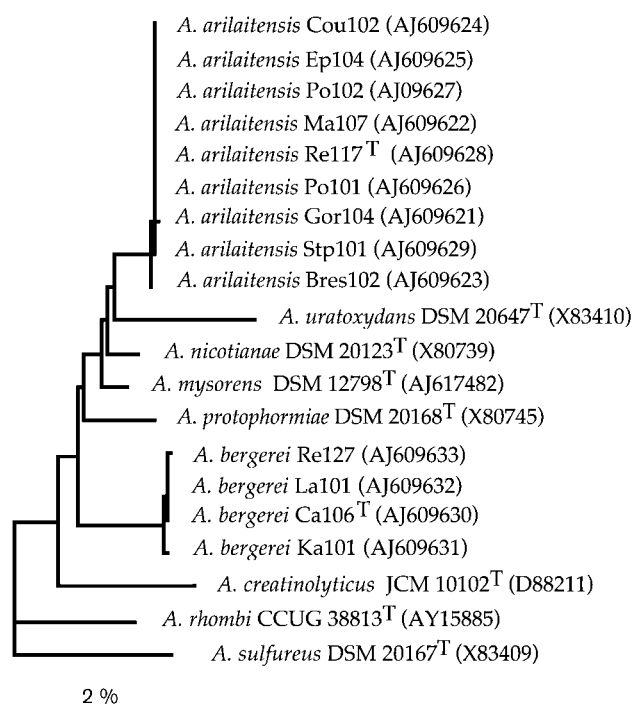 A. arilaitensis Cou102 (AJ609624)
A. arilaitensis Ep104 (AJ609625)
A. arilaitensis Po102 (AJ09627)
A. arilaitensis Ma107 (AJ609622)
A. arilaitensis Re117T (AJ609628)
A. arilaitensis Po101 (AJ609626)
A. arilaitensis Gor104 (AJ609621)
A. arilaitensis Stp101 (AJ609629)
A. arilaitensis Bres102 (AJ609623)
A. uratoxydans DSM 20647T (X83410)
A. nicotianae DSM 20123T (X80739)
A. mysorens DSM 12798T (AJ617482)
A. protophormiae DSM 20168T (X80745)
A. bergerei Re127 (AJ609633)
A. bergerei La101 (AJ609632)
A. bergerei Ca106T (AJ609630)
A. bergerei Ka101 (AJ609631)
A. creatinolyticus JCM 10102T (D88211)
A. rhombi CCUG 38813T (AY15885)
A. sulfureus DSM 20167T (X83409)
2 %